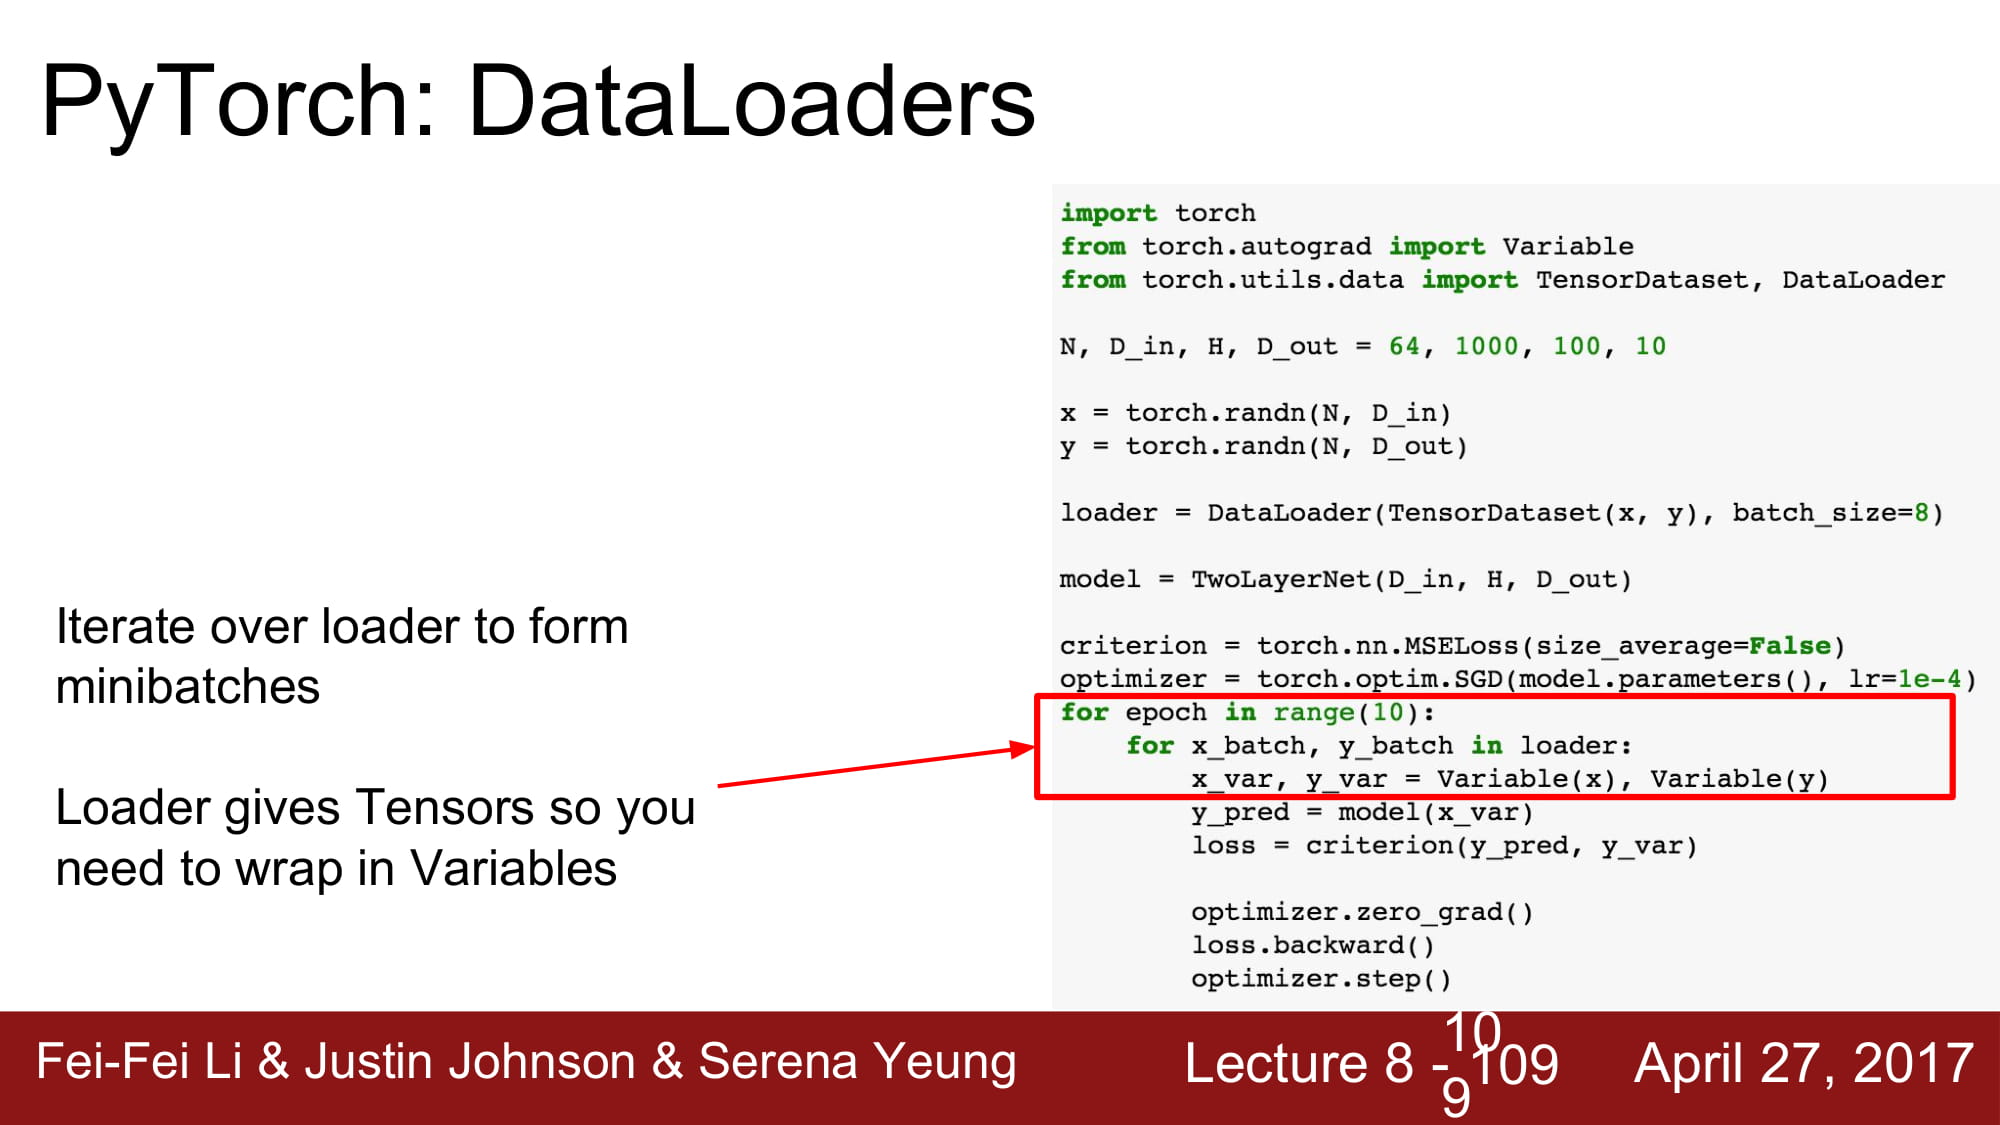 PyTorch: DataLoaders
import torch
from torch.autograd import Variable
from torch.utils.data import TensorDataset, DataLoader
N, D_in, H, D_out = 64, 1000, 100, 10
x = torch.randn(N, D_in)
y = torch.randn(N, D_out)
loader = DataLoader(TensorDataset(x, y), batch_size=8)
model = TwoLayerNet(D_in, H, D_out)
criterion = torch.nn.MSELoss(size_average=False)
optimizer = torch.optim.SGD(model.parameters(), lr=1e-4)
for epoch in range(10):
    for x_batch, y_batch in loader:
        x_var, y_var = Variable(x), Variable(y)
        y_pred = model(x_var)
        loss = criterion(y_pred, y_var)
        optimizer.zero_grad()
        loss.backward()
        optimizer.step()
Iterate over loader to form
minibatches
Loader gives Tensors so you
need to wrap in Variables
Fei-Fei Li & Justin Johnson & Serena Yeung
Lecture 8 - 109
10
9
April 27, 2017